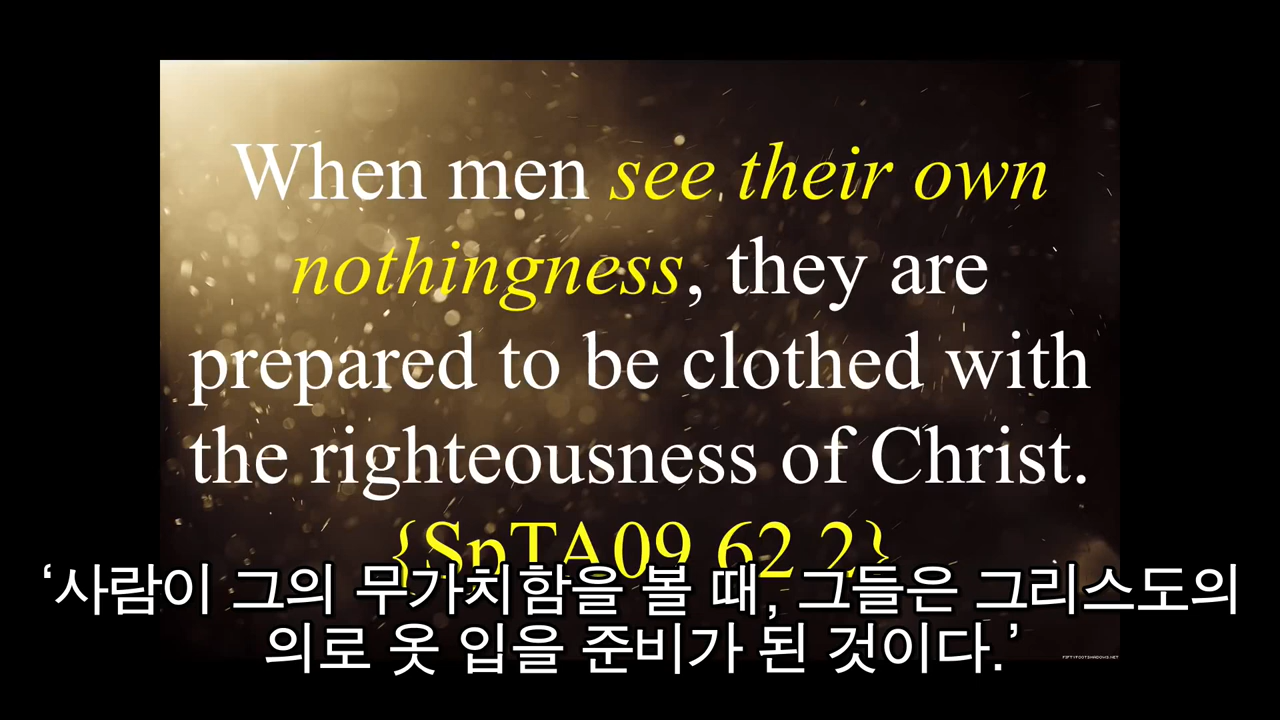 When men see their own
nothingness, they are
prepared to be clothed with
the righteousness of Christ.
{SpTA09 62.2}
‘사람이 그의 무가치함을 볼 때, 그들은 그리스도의
의로 옷 입을 준비가 된 것이다.’
FIFTYFOOTSHADOWS.NET